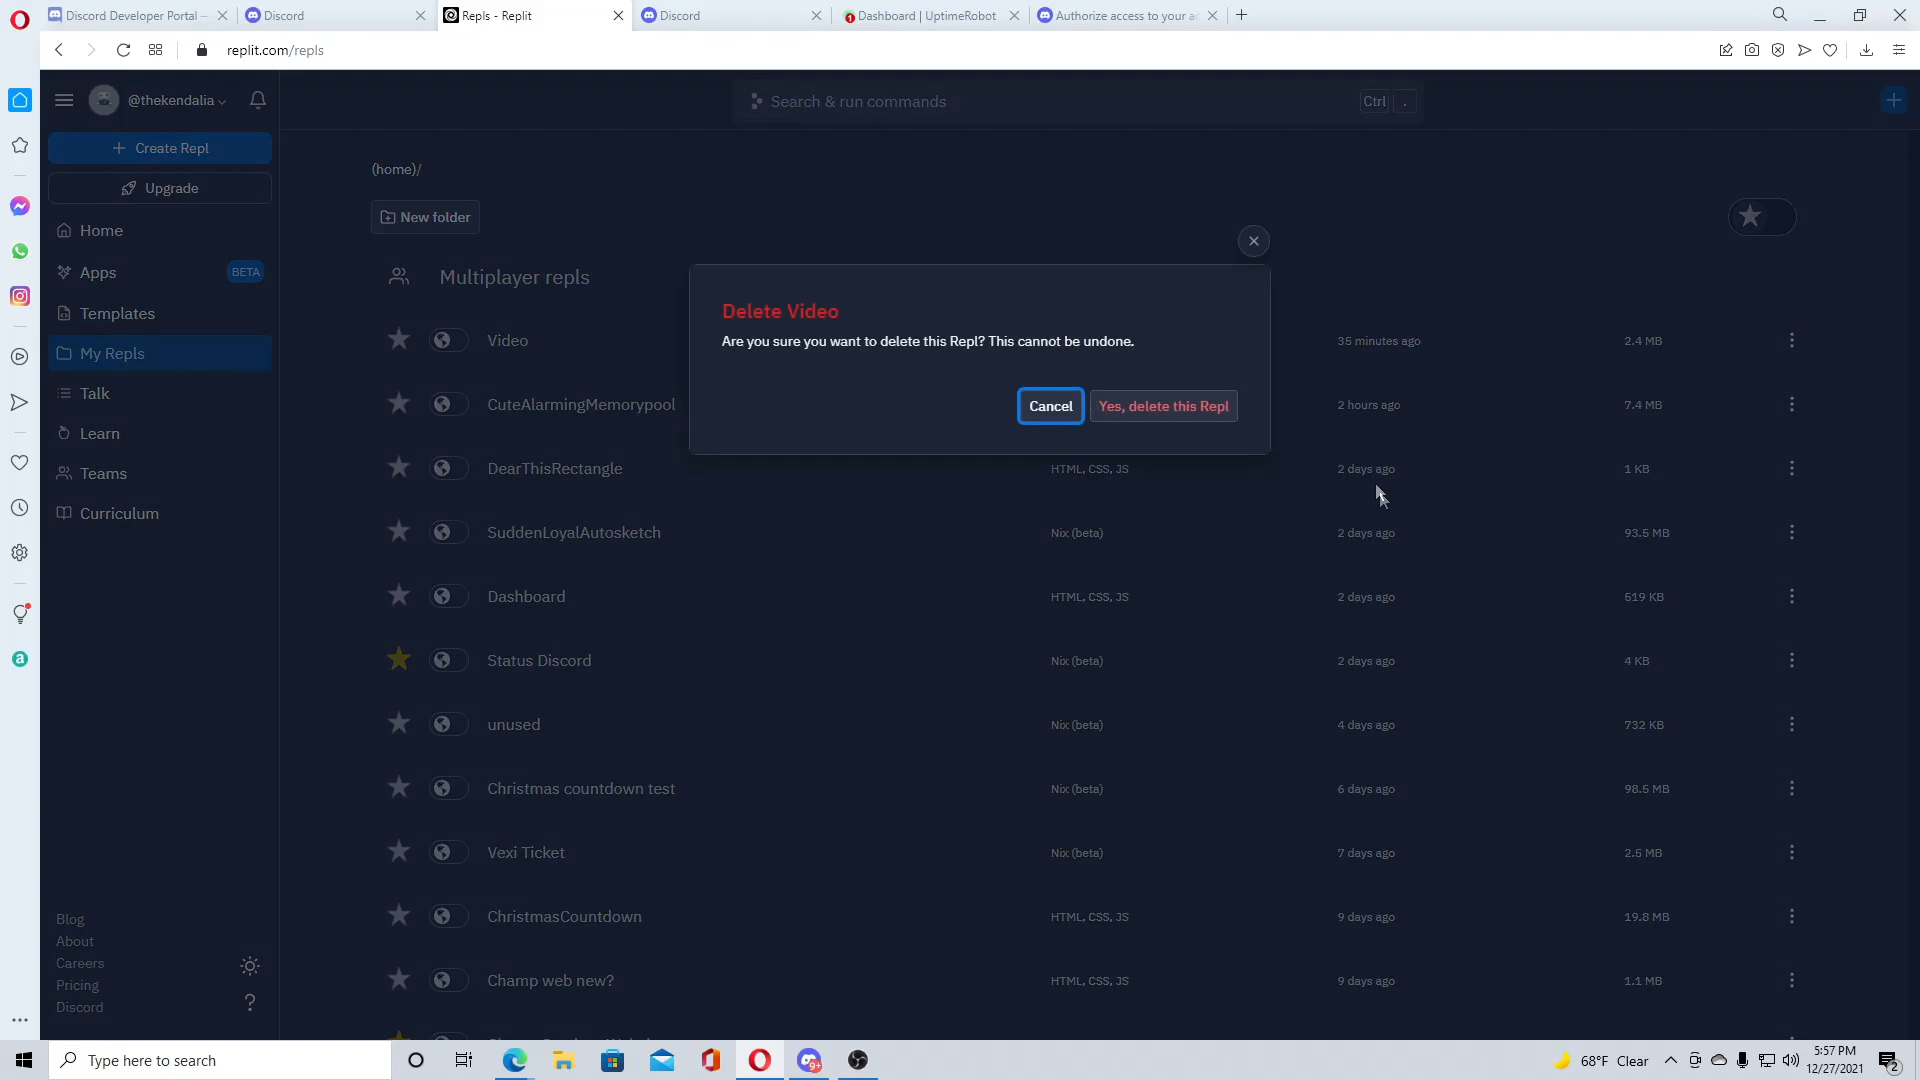 Discord Developer Portal —
Discord
Repls - Replit
Discord
Dashboard | UptimeRobot
Authorize access to your ac
replit.com/repls
@thekendalia
Search & run commands
Ctrl .
Create Repl
Upgrade
Home
Apps BETA
Templates
My Repls
Talk
Learn
Teams
Curriculum
Blog
About
Careers
Pricing
Discord
(home)/
New folder
Multiplayer repls
Delete Video
Are you sure you want to delete this Repl? This cannot be undone.
Cancel Yes, delete this Repl
Video 35 minutes ago 2.4 MB
CuteAlarmingMemorypool 2 hours ago 7.4 MB
DearThisRectangle HTML, CSS, JS 2 days ago 1 KB
SuddenLoyalAutosketch Nix (beta) 2 days ago 93.5 MB
Dashboard HTML, CSS, JS 2 days ago 519 KB
Status Discord Nix (beta) 2 days ago 4 KB
unused Nix (beta) 4 days ago 732 KB
Christmas countdown test Nix (beta) 6 days ago 98.5 MB
Vexi Ticket Nix (beta) 7 days ago 2.5 MB
ChristmasCountdown HTML, CSS, JS 9 days ago 19.8 MB
Champ web new? HTML, CSS, JS 9 days ago 1.1 MB
Type here to search
68°F Clear
5:57 PM
12/27/2021
2